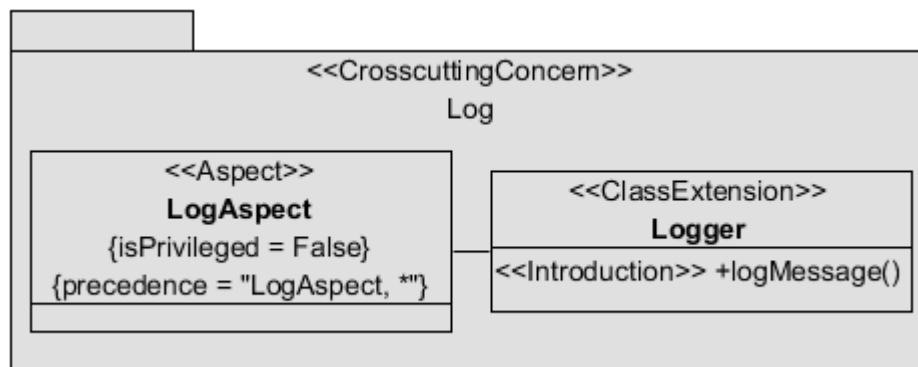 <<CrosscuttingConcern>>
Log
<<Aspect>>
LogAspect
{isPrivileged = False}
{precedence = "LogAspect, *"}
<<ClassExtension>>
Logger
<<Introduction>> +logMessage()